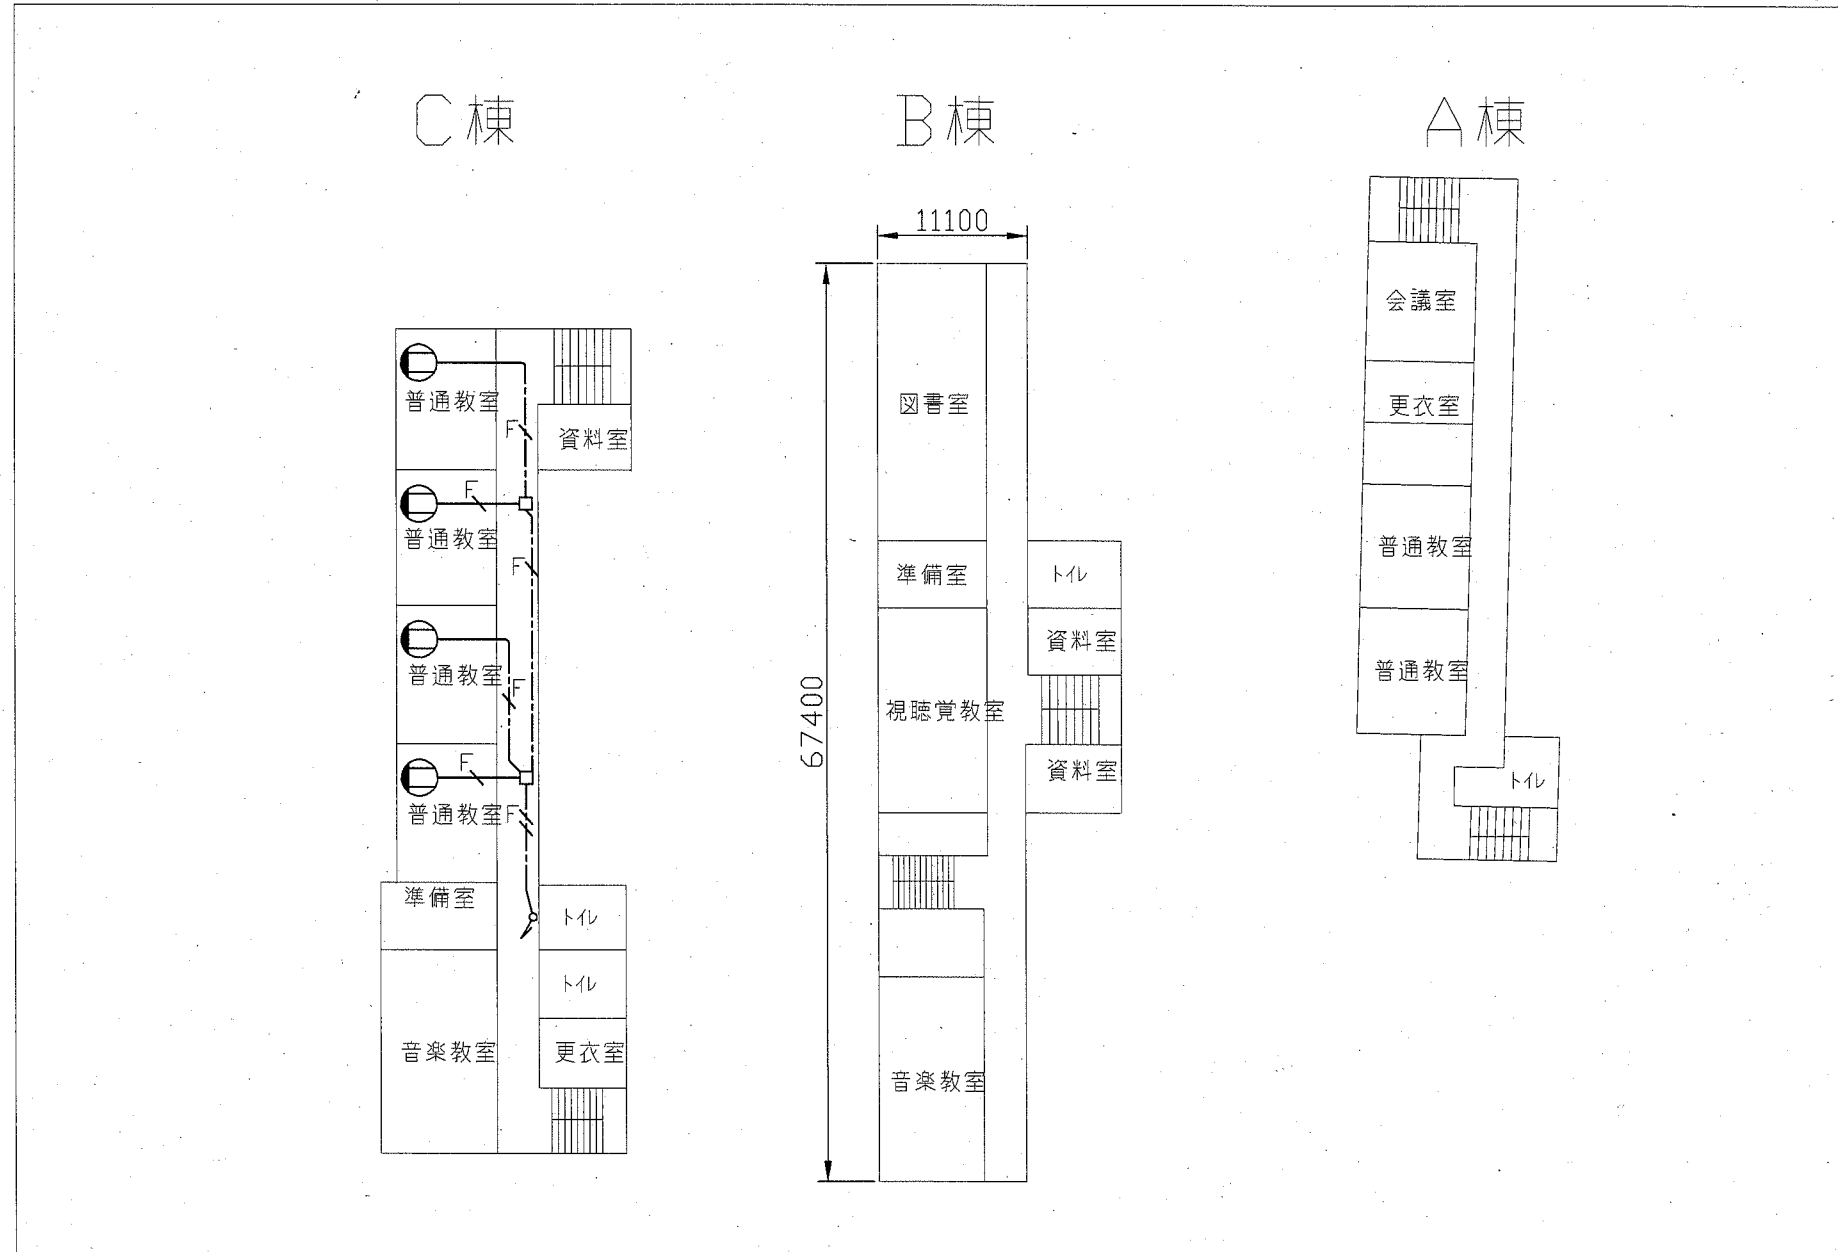 C棟
B棟
A棟
普通教室
F
資料室
F
普通教室
F
普通教室
F
F
普通教室
F
準備室
トイレ
トイレ
音楽教室
更衣室
11100
67400
図書室
準備室
トイレ
資料室
視聴覚教室
資料室
音楽教室
会議室
更衣室
普通教室
普通教室
トイレ